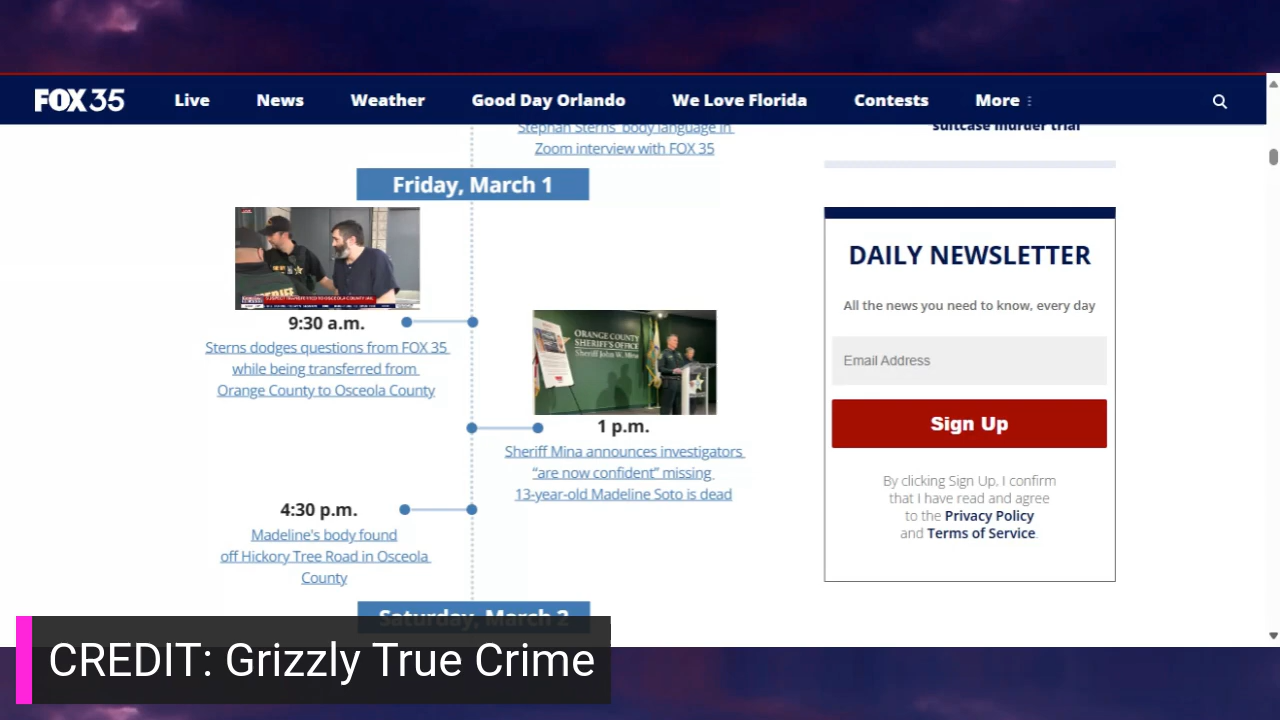 FOX 35
Live
News
Weather
Good Day Orlando
We Love Florida
Contests
More
Stephan Sterns' body language in
Zoom interview with FOX 35
suitcase murder trial
Friday, March 1
9:30 a.m.
Sterns dodges questions from FOX 35
while being transferred from
Orange County to Osceola County
ORANGE COUNTY
SHERIFF'S OFFICE
Sheriff John W. Mina
1 p.m.
Sheriff Mina announces investigators
“are now confident” missing
13-year-old Madeline Soto is dead
4:30 p.m.
Madeline's body found
off Hickory Tree Road in Osceola
County
Saturday, March 2
DAILY NEWSLETTER
All the news you need to know, every day
Email Address
Sign Up
By clicking Sign Up, I confirm
that I have read and agree
to the Privacy Policy
and Terms of Service.
CREDIT: Grizzly True Crime